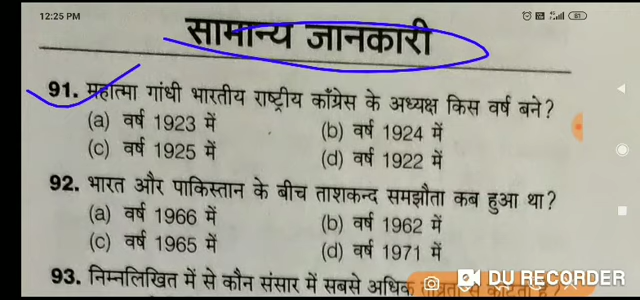 12:25 PM
61
सामान्य जानकारी
91. महात्मा गांधी भारतीय राष्ट्रीय काँग्रेस के अध्यक्ष किस वर्ष बने?
(a) वर्ष 1923 में (b) वर्ष 1924 में
(c) वर्ष 1925 में (d) वर्ष 1922 में
92. भारत और पाकिस्तान के बीच ताशकन्द समझौता कब हुआ था?
(a) वर्ष 1966 में (b) वर्ष 1962 में
(c) वर्ष 1965 में (d) वर्ष 1971 में
93. निम्नलिखित में से कौन संसार में सबसे अधिक
DU RECORDER